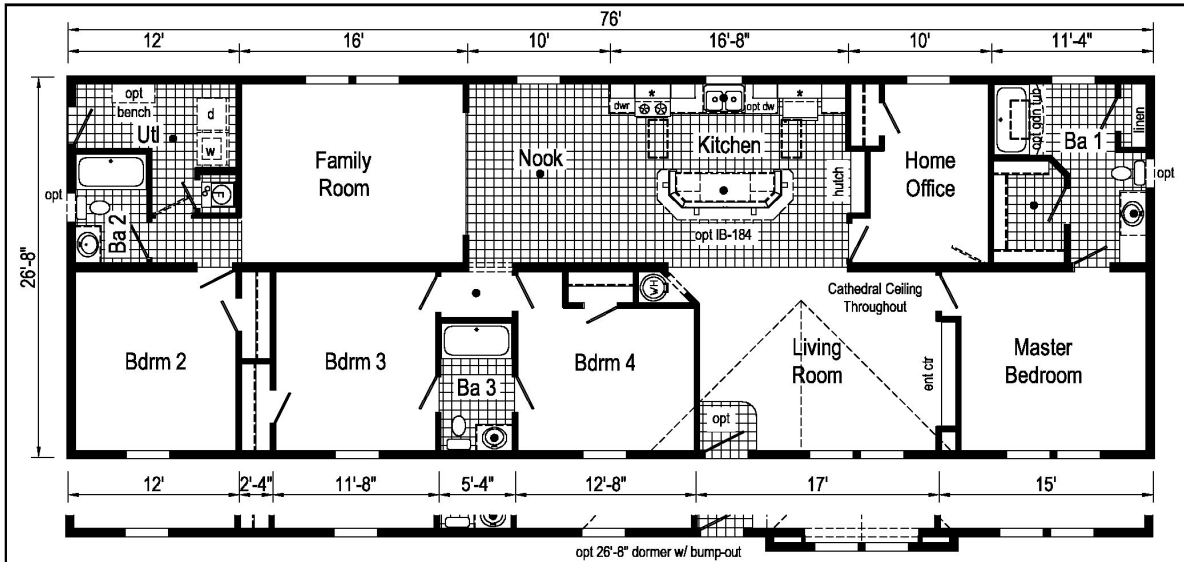 76'
12' 16' 10' 16'-8" 10' 11'-4"
26'-8"
opt
bench
d
w
Utl
opt
Ba 2
Family
Room
Nook
dwr
*
opt dw
*
Kitchen
opt IB-184
hutch
Home
Office
opt gdn tub
Ba 1
linen
opt
Bdrm 2
Bdrm 3
Ba 3
Bdrm 4
WH
Cathedral Ceiling
Throughout
Living
Room
opt
ent ctr
Master
Bedroom
12' 2'-4" 11'-8" 5'-4" 12'-8" 17' 15'
opt 26'-8" dormer w/ bump-out